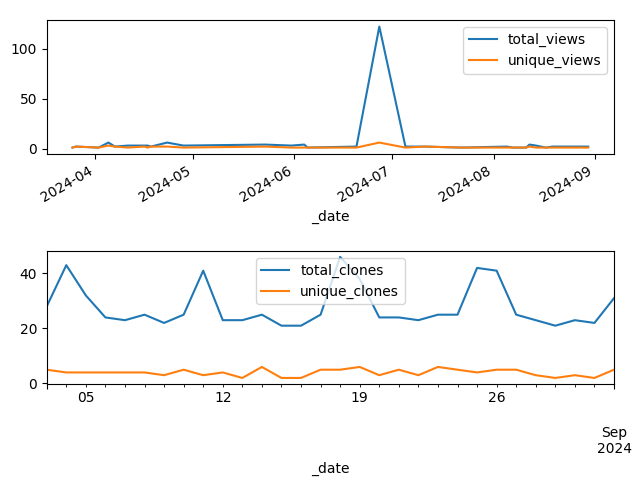 100
50
0
total_views
unique_views
2024-04
2024-05
2024-06
2024-07
2024-08
2024-09
_date
40
20
0
total_clones
unique_clones
05
12
19
26
Sep
2024
_date